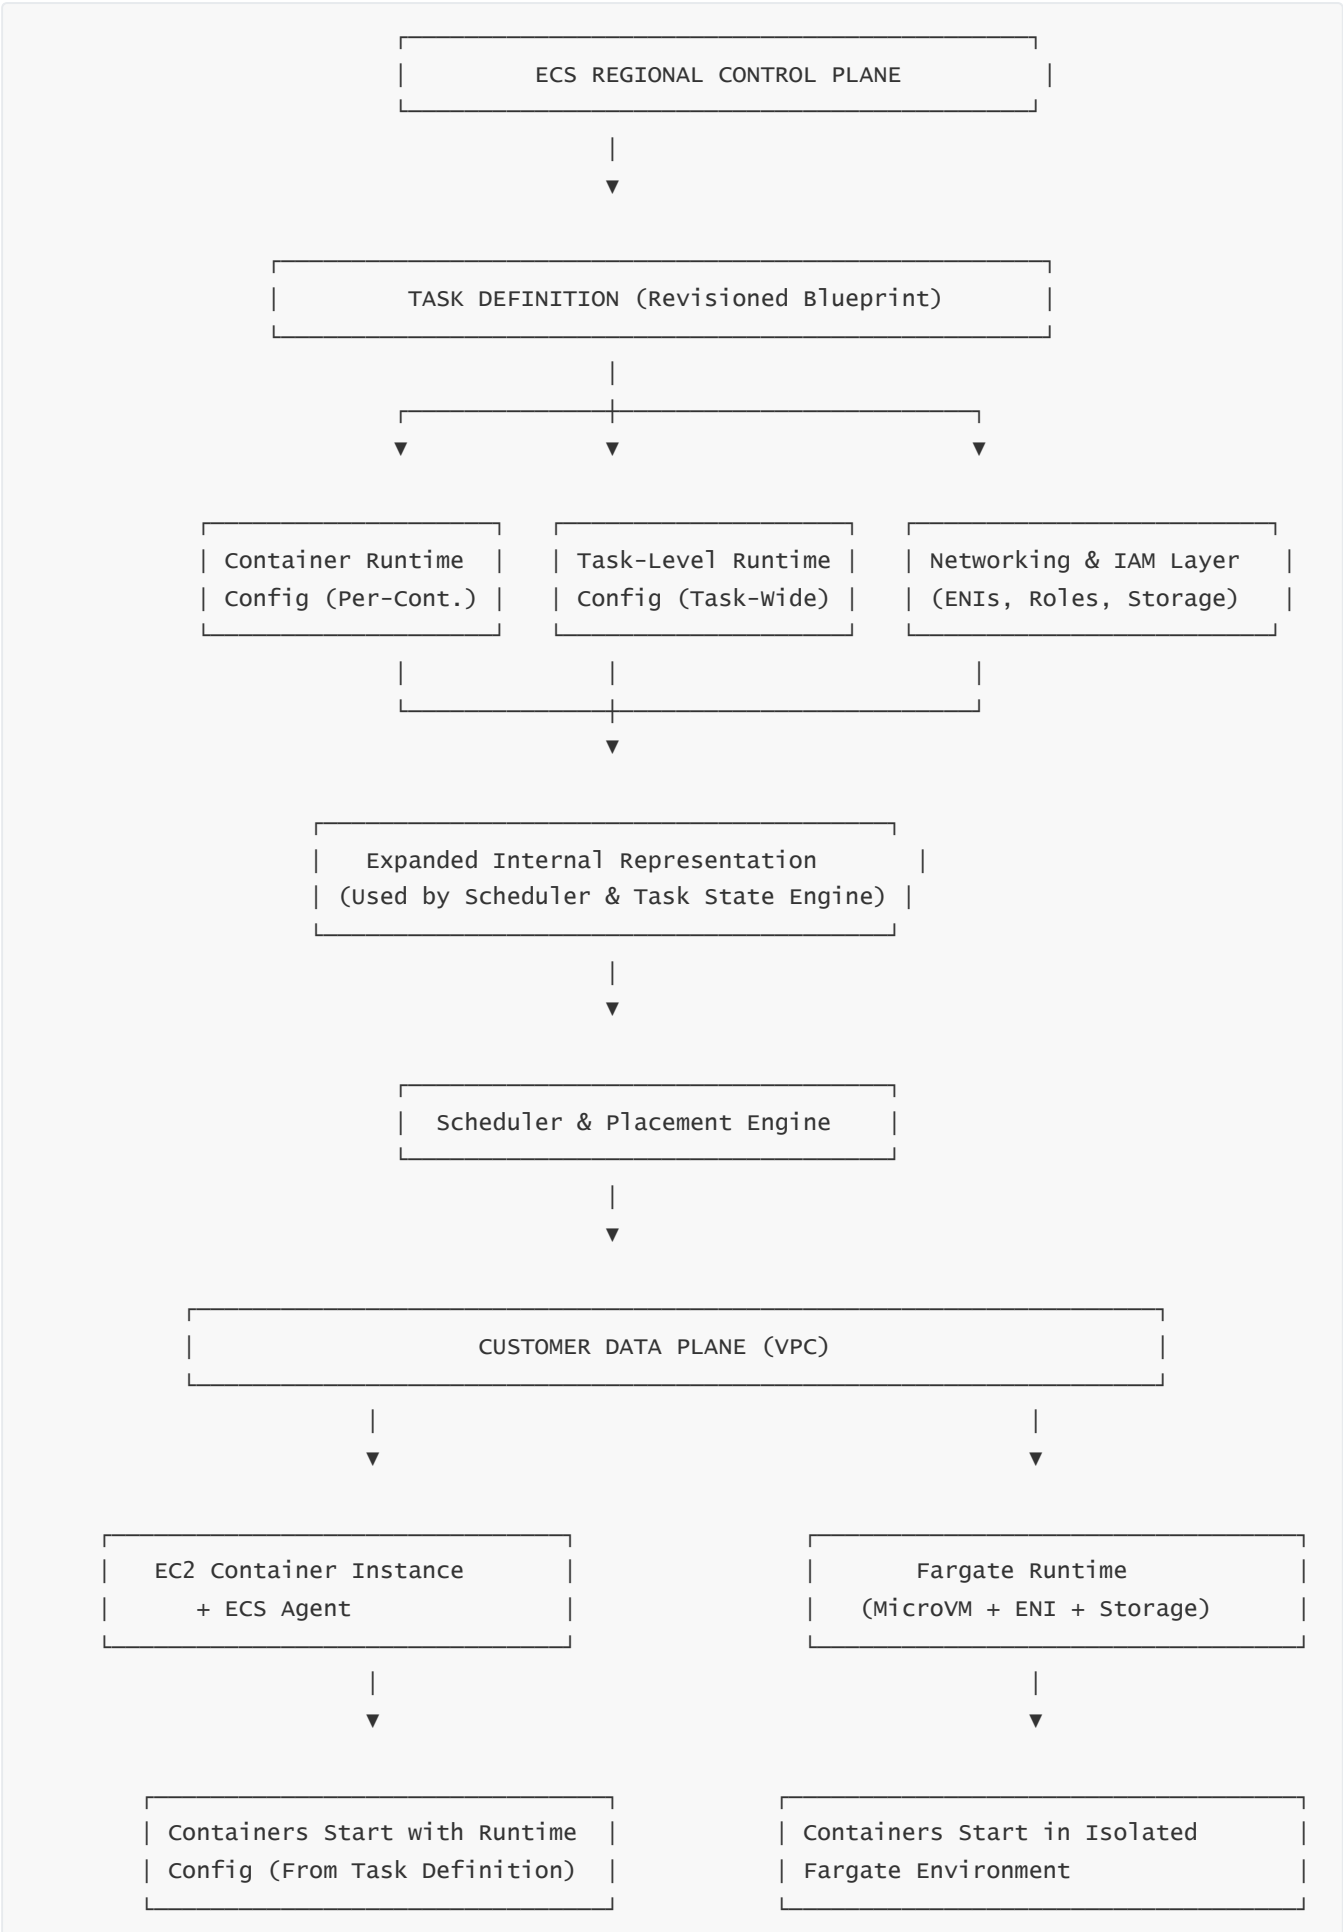 ECS REGIONAL CONTROL PLANE
TASK DEFINITION (Revisioned Blueprint)
Container Runtime
Config (Per-Cont.)
Task-Level Runtime
Config (Task-Wide)
Networking & IAM Layer
(ENIs, Roles, Storage)
Expanded Internal Representation
(Used by Scheduler & Task State Engine)
Scheduler & Placement Engine
CUSTOMER DATA PLANE (VPC)
EC2 Container Instance
+ ECS Agent
Fargate Runtime
(MicroVM + ENI + Storage)
Containers Start with Runtime
Config (From Task Definition)
Containers Start in Isolated
Fargate Environment